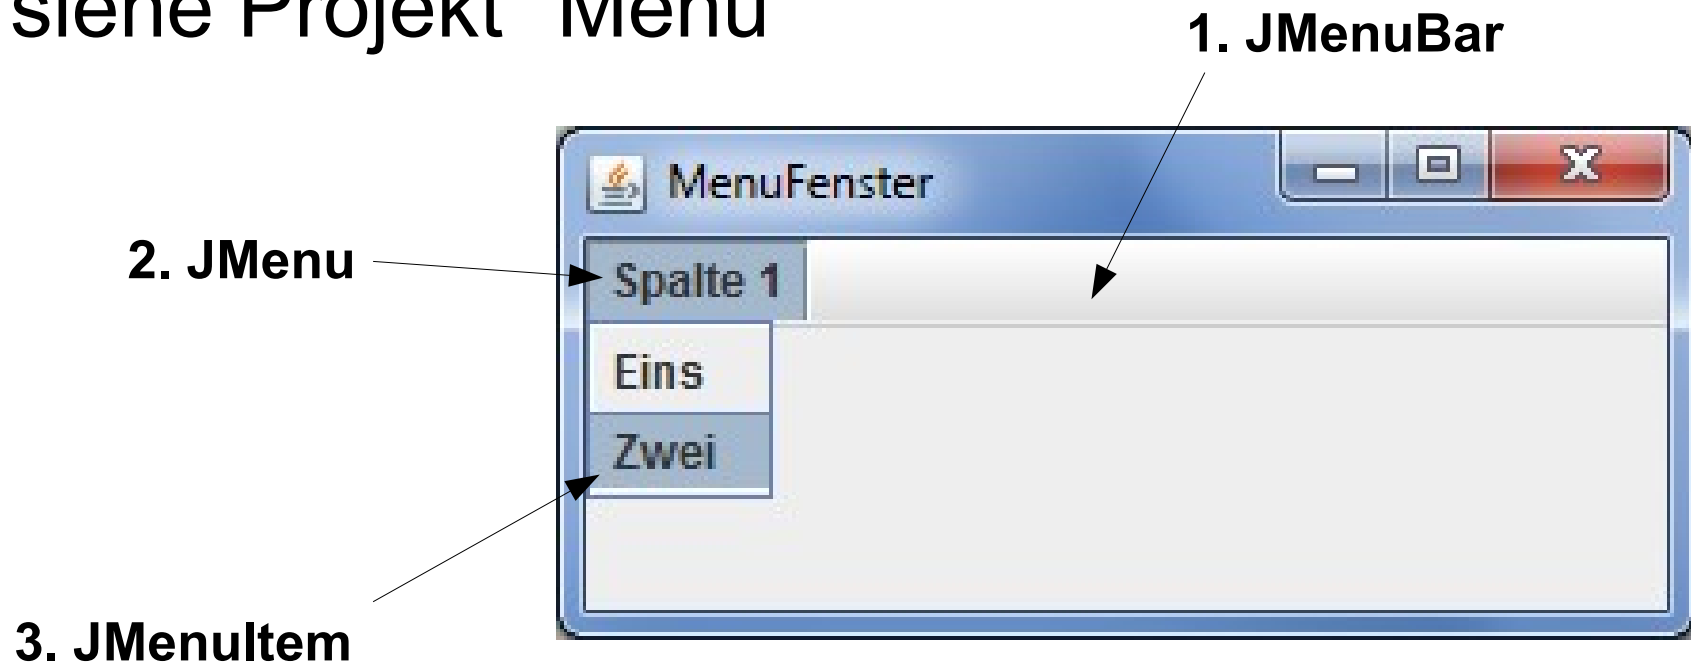 siehe Projekt "Menu"
1. JMenuBar
MenuFenster
2. JMenu
Spalte 1
Eins
Zwei
3. JMenuItem